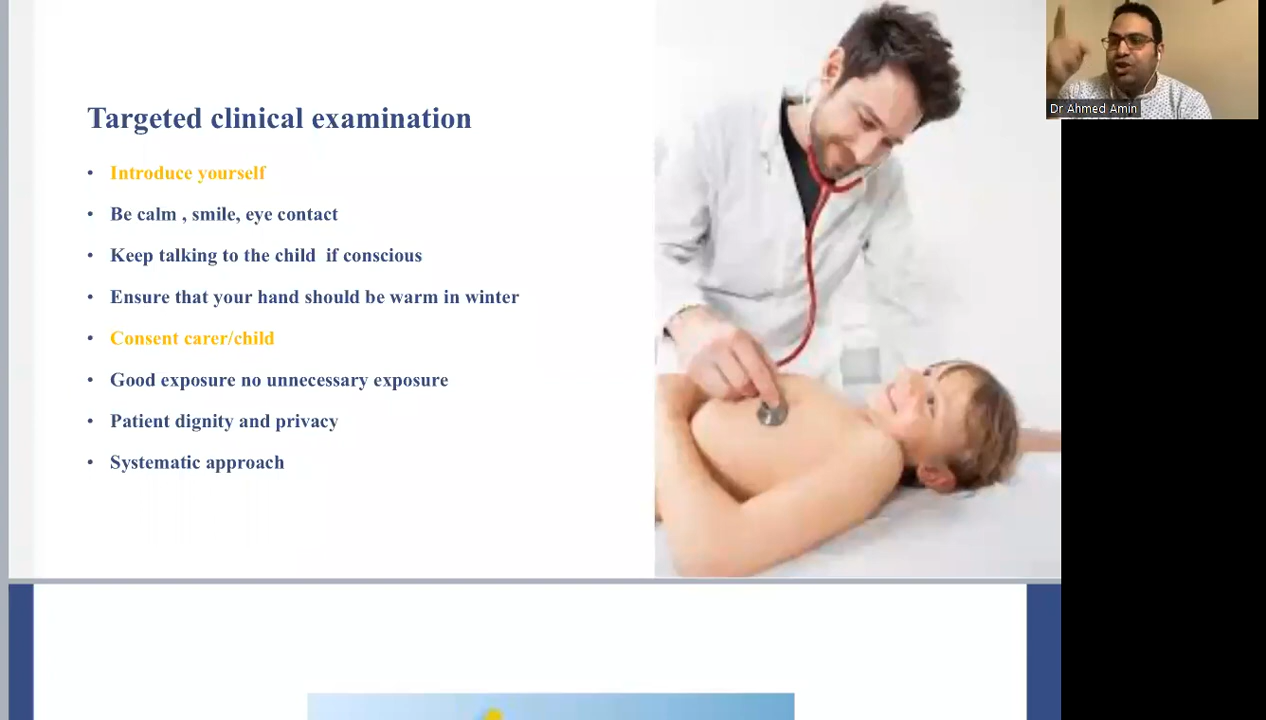 Targeted clinical examination
• Introduce yourself
• Be calm , smile, eye contact
• Keep talking to the child if conscious
• Ensure that your hand should be warm in winter
• Consent carer/child
• Good exposure no unnecessary exposure
• Patient dignity and privacy
• Systematic approach
Dr Ahmed Amin